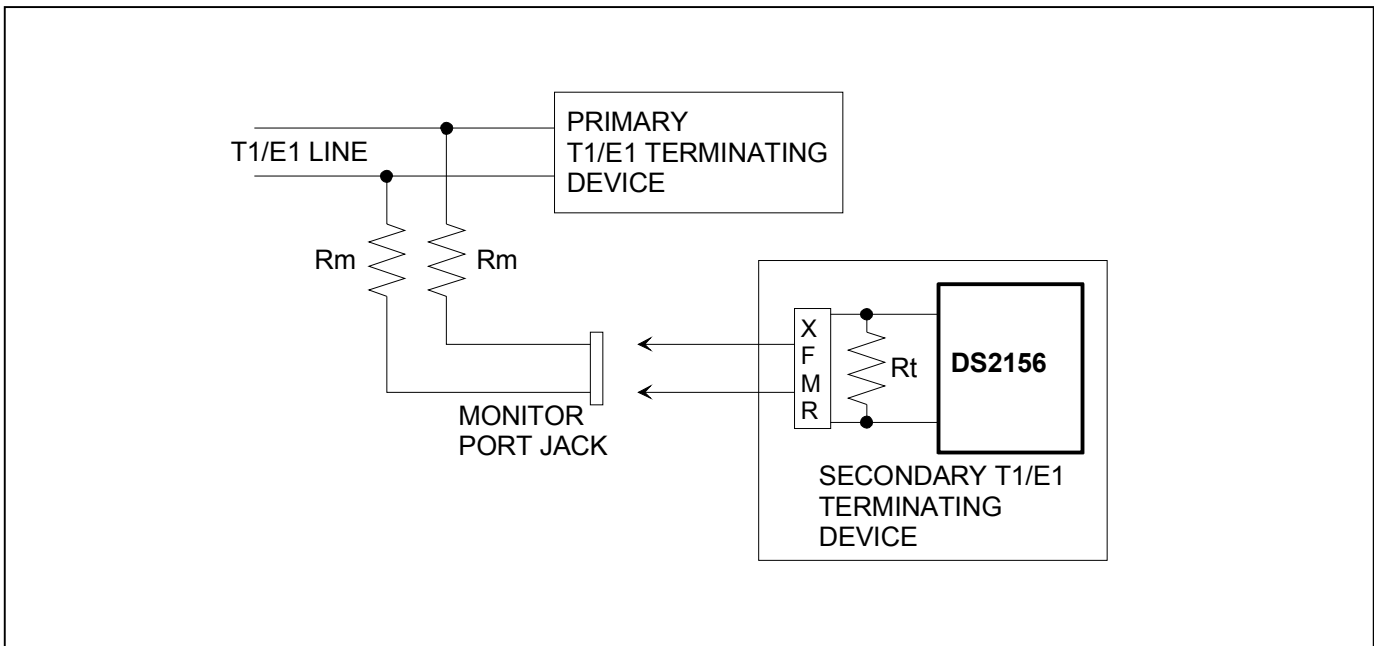 PRIMARY
T1/E1 TERMINATING
DEVICE
T1/E1 LINE
Rm
Rm
MONITOR
PORT JACK
X
F
M
R
Rt
DS2156
SECONDARY T1/E1
TERMINATING
DEVICE